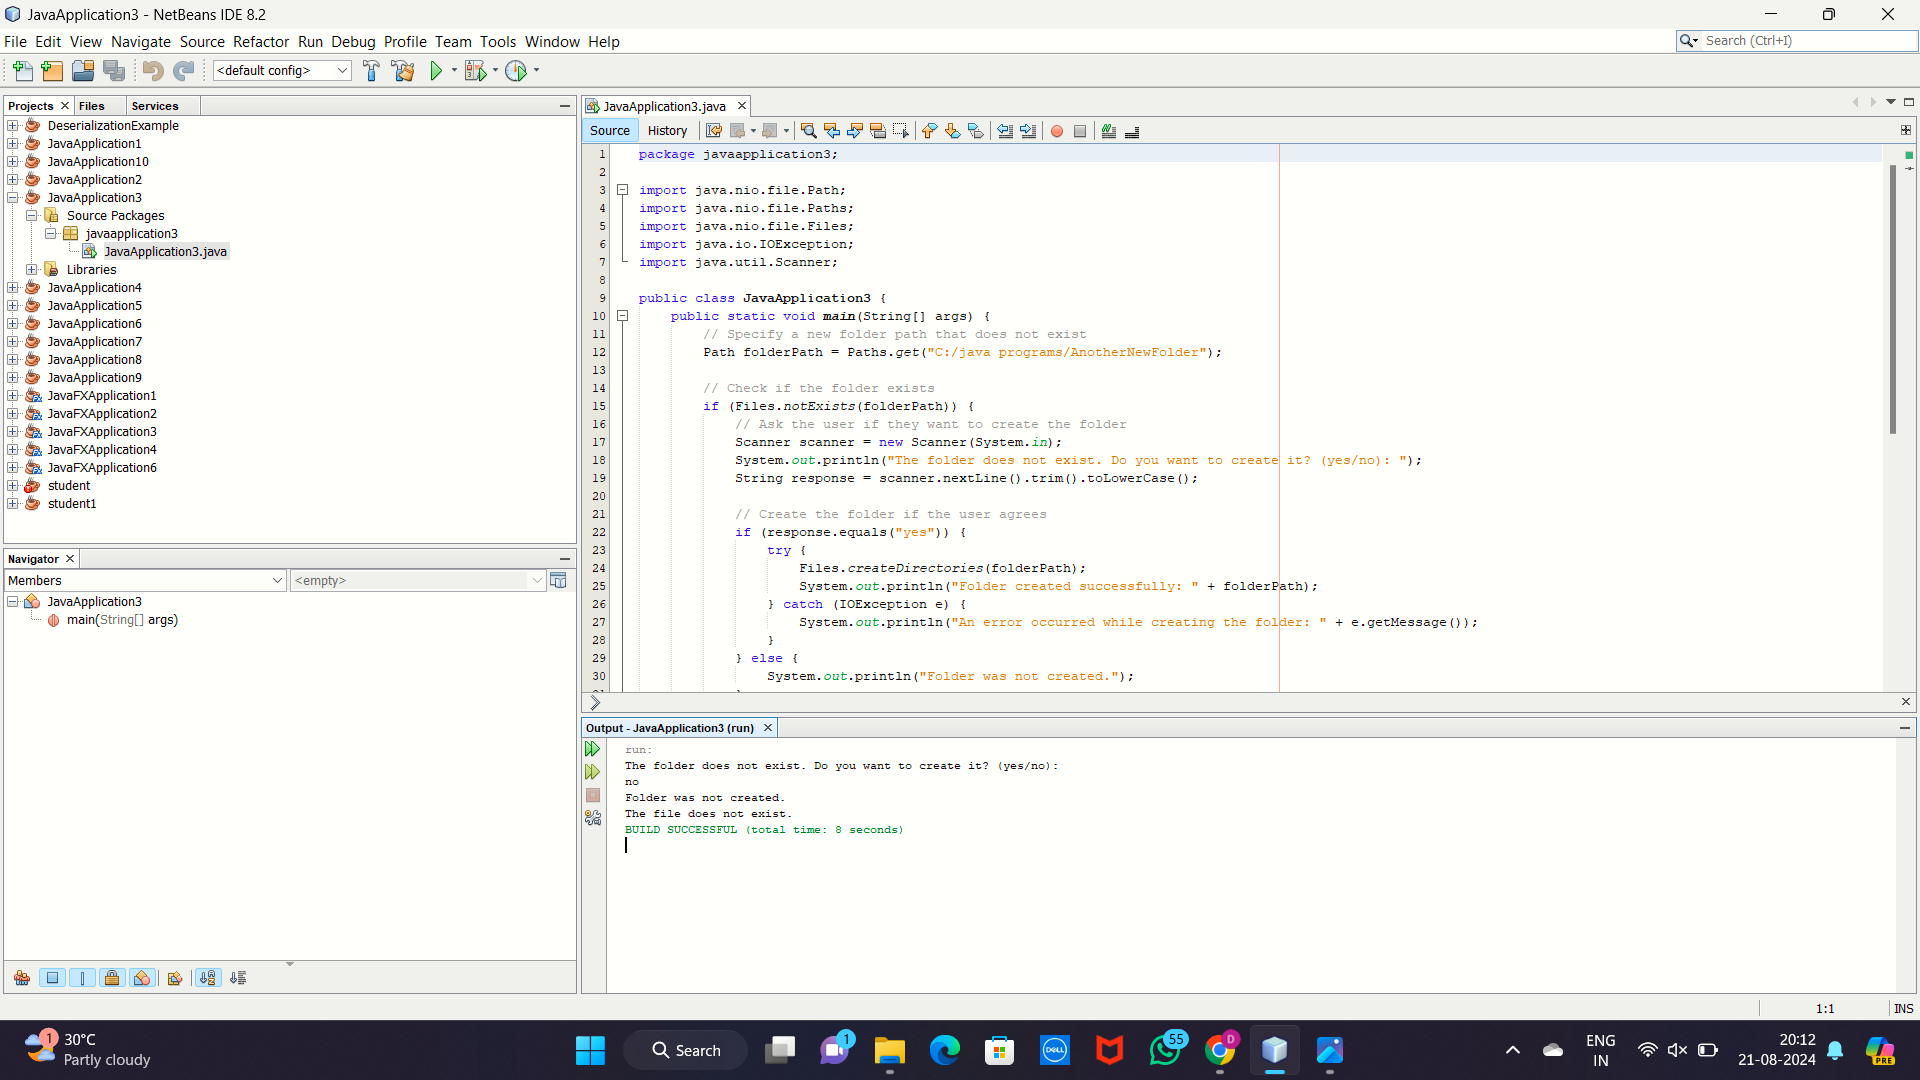 JavaApplication3 - NetBeans IDE 8.2
File Edit View Navigate Source Refactor Run Debug Profile Team Tools Window Help
Search (Ctrl+I)
<default config>
Projects Files Services
DeserializationExample
JavaApplication1
JavaApplication10
JavaApplication2
JavaApplication3
Source Packages
javaapplication3
JavaApplication3.java
Libraries
JavaApplication4
JavaApplication5
JavaApplication6
JavaApplication7
JavaApplication8
JavaApplication9
JavaFXApplication1
JavaFXApplication2
JavaFXApplication3
JavaFXApplication4
JavaFXApplication6
student
student1
Navigator
Members <empty>
JavaApplication3
main(String[] args)
JavaApplication3.java
Source History
1 package javaapplication3;
2
3 import java.nio.file.Path;
4 import java.nio.file.Paths;
5 import java.nio.file.Files;
6 import java.io.IOException;
7 import java.util.Scanner;
8
9 public class JavaApplication3 {
10 public static void main(String[] args) {
11 // Specify a new folder path that does not exist
12 Path folderPath = Paths.get("C:/java programs/AnotherNewFolder");
13
14 // Check if the folder exists
15 if (Files.notExists(folderPath)) {
16 // Ask the user if they want to create the folder
17 Scanner scanner = new Scanner(System.in);
18 System.out.println("The folder does not exist. Do you want to create it? (yes/no): ");
19 String response = scanner.nextLine().trim().toLowerCase();
20
21 // Create the folder if the user agrees
22 if (response.equals("yes")) {
23 try {
24 Files.createDirectories(folderPath);
25 System.out.println("Folder created successfully: " + folderPath);
26 } catch (IOException e) {
27 System.out.println("An error occurred while creating the folder: " + e.getMessage());
28 }
29 } else {
30 System.out.println("Folder was not created.");
Output - JavaApplication3 (run)
run:
The folder does not exist. Do you want to create it? (yes/no):
no
Folder was not created.
The file does not exist.
BUILD SUCCESSFUL (total time: 8 seconds)
1:1 INS
1
30°C
Partly cloudy
Search
1
DELL
55
D
ENG
IN
20:12
21-08-2024
PRE